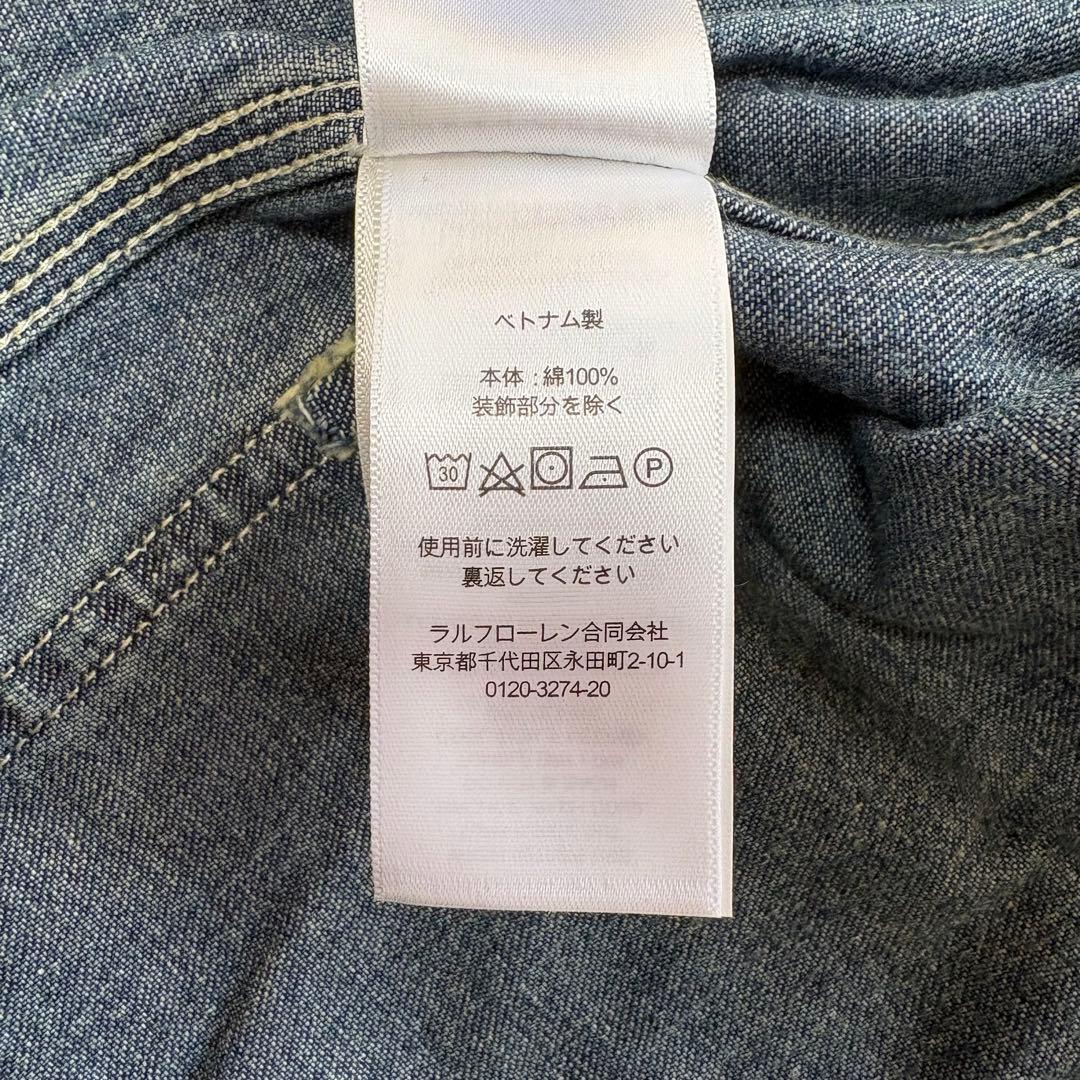 ベトナム製
本体 : 綿100%
装飾部分を除く
30
P
使用前に洗濯してください
裏返してください
ラルフローレン合同会社
東京都千代田区永田町2-10-1
0120-3274-20